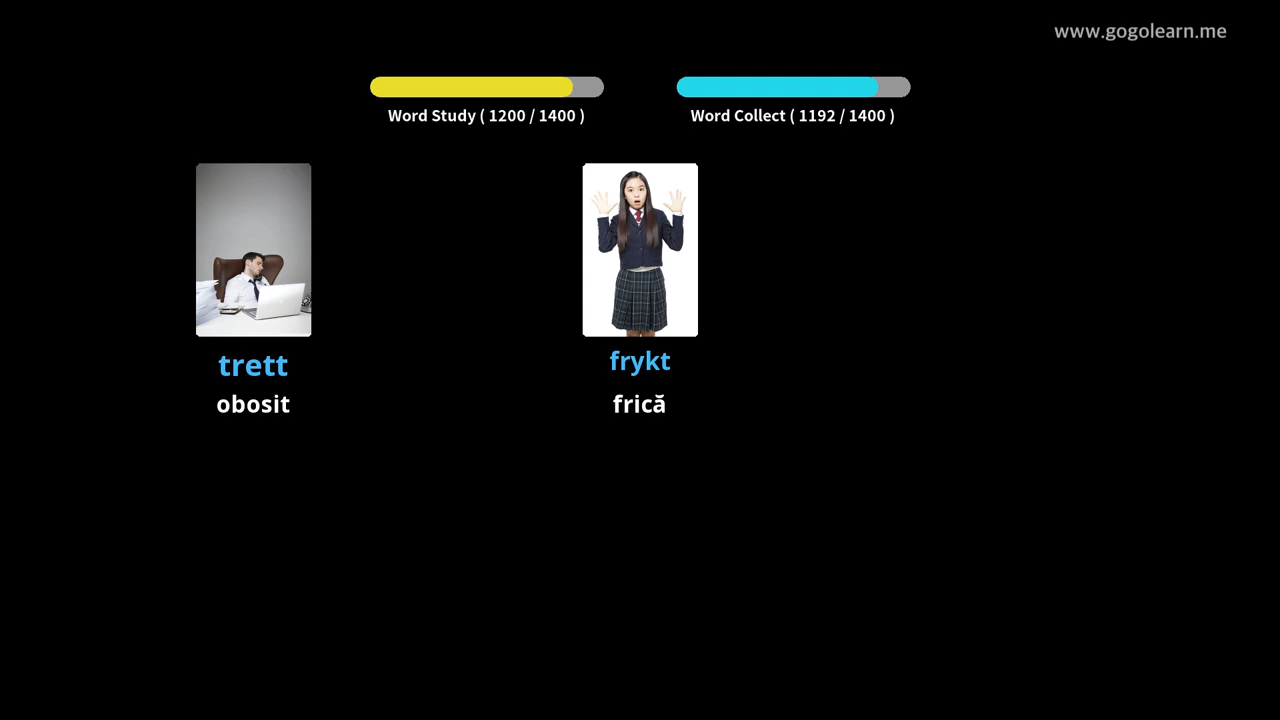 www.gogolearn.me
Word Study ( 1200 / 1400 )
Word Collect ( 1192 / 1400 )
trett
frykt
obosit
frică